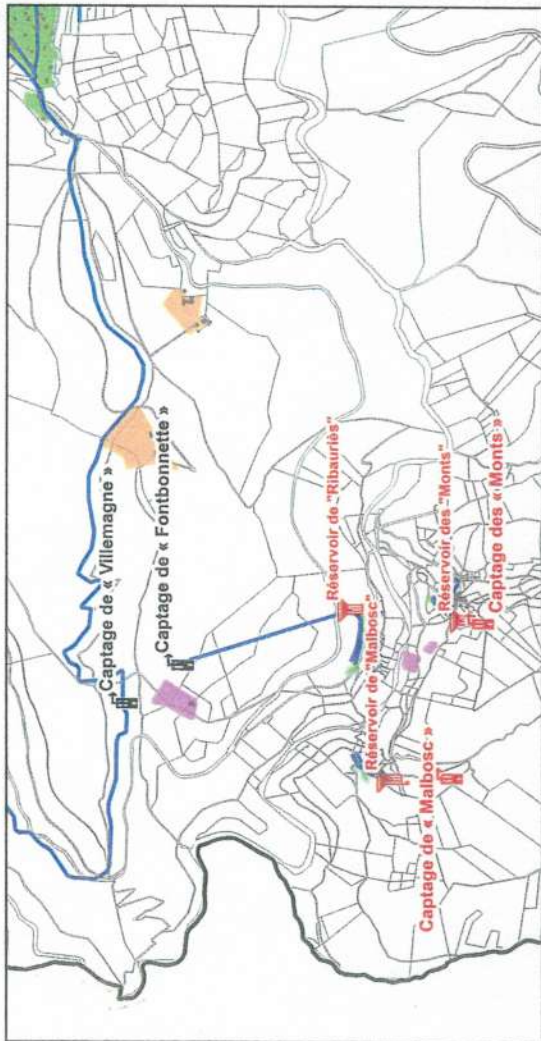 Captage de « Villemagne »
Captage de « Fontbonnette »
Réservoir de "Ribauriès"
Réservoir de "Malbosc"
Réservoir des "Monts"
Captage des « Monts »
Captage de « Malbosc »